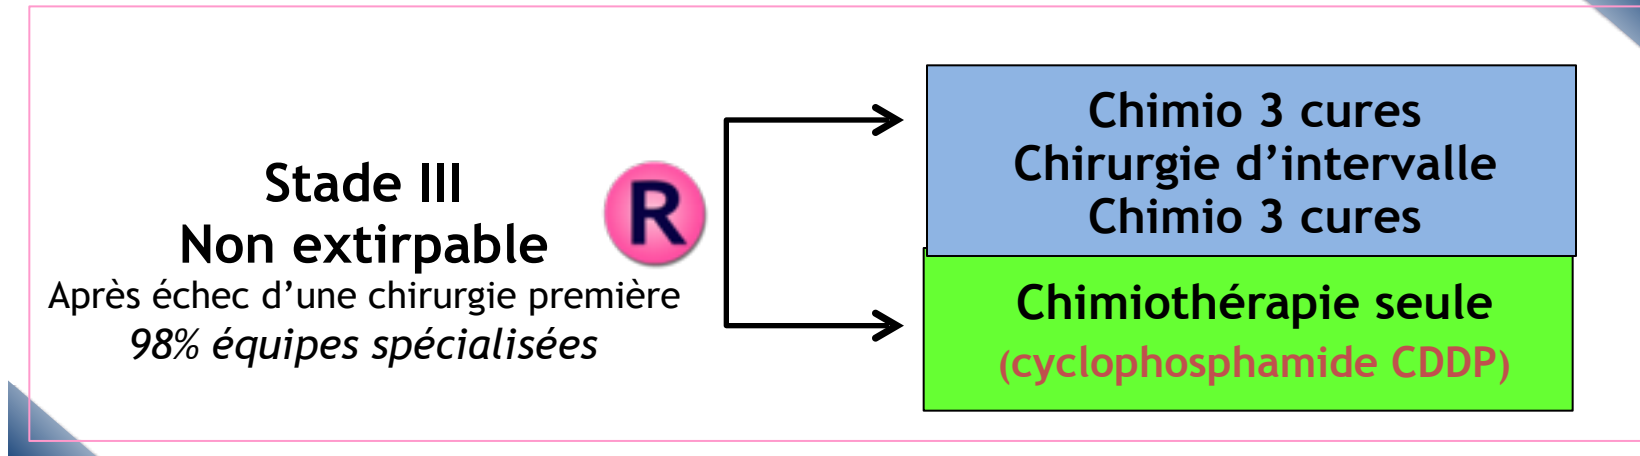 Stade III
Non extirpable
Après échec d’une chirurgie première
98% équipes spécialisées
R
Chimio 3 cures
Chirurgie d’intervalle
Chimio 3 cures
Chimiothérapie seule
(cyclophosphamide CDDP)